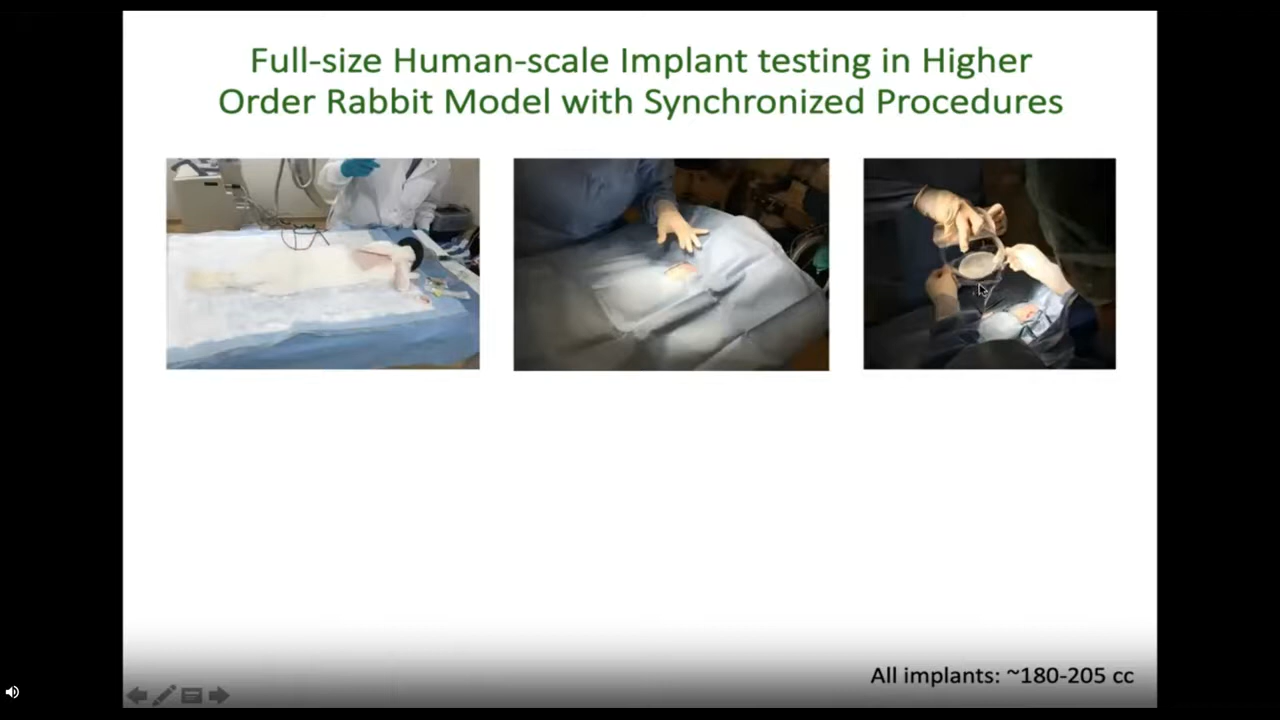 Full-size Human-scale Implant testing in Higher
Order Rabbit Model with Synchronized Procedures
All implants: ~180-205 cc